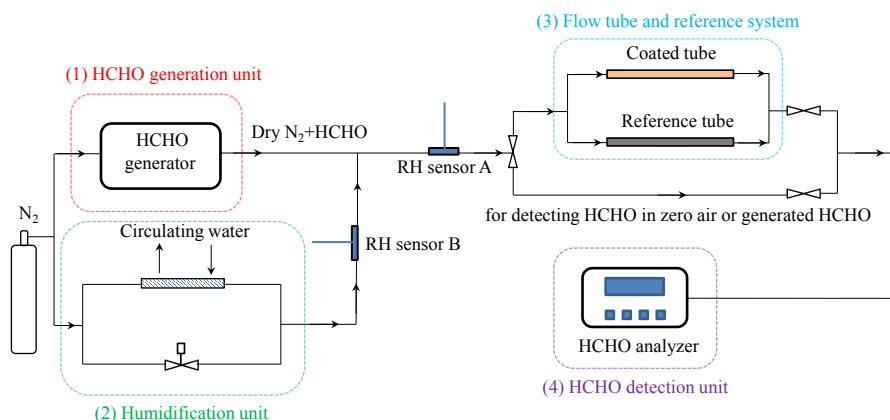 (3) Flow tube and reference system
Coated tube
(1) HCHO generation unit
HCHO
generator
Dry N₂+HCHO
Reference tube
RH sensor A
for detecting HCHO in zero air or generated HCHO
N₂
Circulating water
RH sensor B
HCHO analyzer
(4) HCHO detection unit
(2) Humidification unit